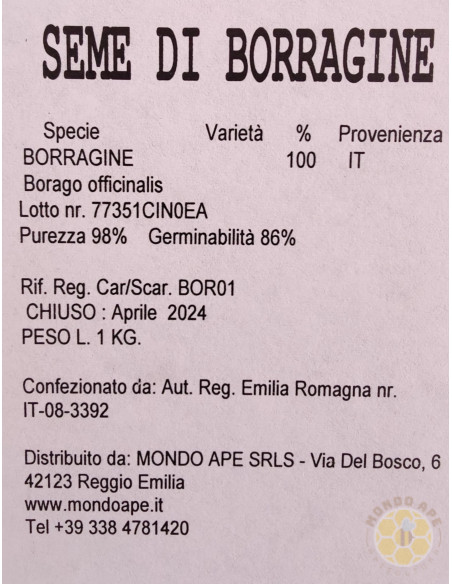 SEME DI BORRAGINE
Specie Varietà % Provenienza
BORRAGINE 100 IT
Borago officinalis
Lotto nr. 77351CIN0EA
Purezza 98% Germinabilità 86%
Rif. Reg. Car/Scar. BOR01
CHIUSO : Aprile 2024
PESO L. 1 KG.
Confezionato da: Aut. Reg. Emilia Romagna nr.
IT-08-3392
Distribuito da: MONDO APE SRLS - Via Del Bosco, 6
42123 Reggio Emilia
www.mondoape.it
Tel +39 338 4781420
MONDO APE